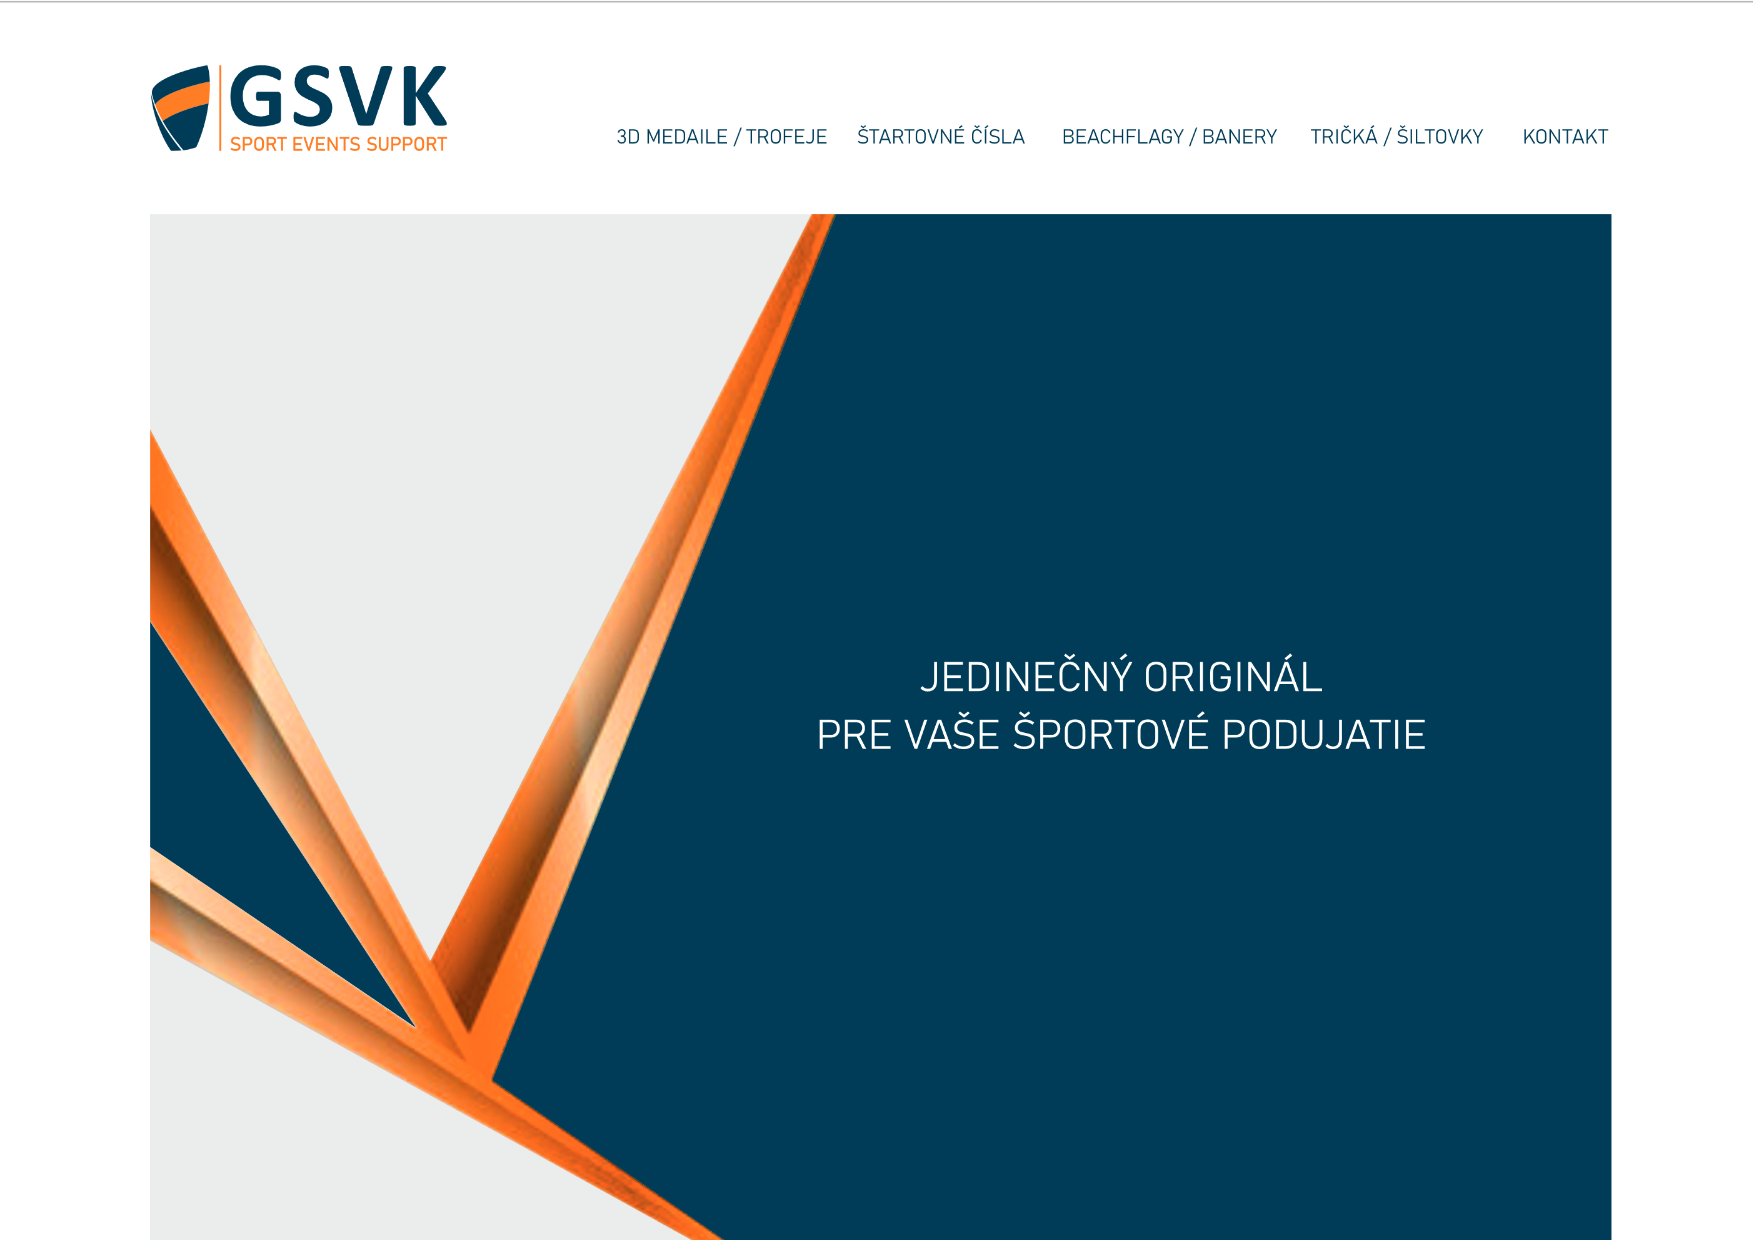 GSVK
SPORT EVENTS SUPPORT
3D MEDAILE / TROFEJE ŠTARTOVNÉ ČÍSLA BEACHFLAGY / BANERY TRIČKÁ / ŠILTOVKY KONTAKT
JEDINEČNÝ ORIGINÁL
PRE VAŠE ŠPORTOVÉ PODUJATIE